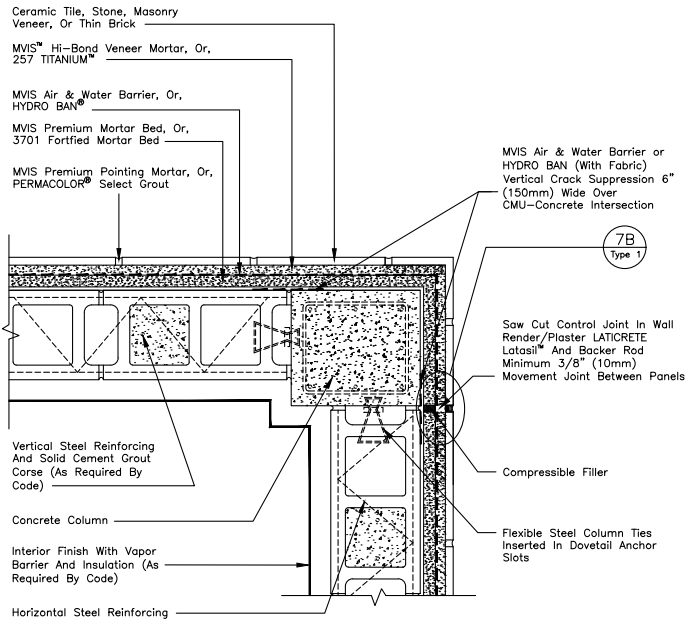 Ceramic Tile, Stone, Masonry
Veneer, Or Thin Brick
MVIS™ Hi-Bond Veneer Mortar, Or,
257 TITANIUM™
MVIS Air & Water Barrier, Or,
HYDRO BAN®
MVIS Premium Mortar Bed, Or,
3701 Fortfied Mortar Bed
MVIS Premium Pointing Mortar, Or,
PERMACOLOR® Select Grout
MVIS Air & Water Barrier or
HYDRO BAN (With Fabric)
Vertical Crack Suppression 6"
(150mm) Wide Over
CMU-Concrete Intersection
7B
Type 1
Saw Cut Control Joint In Wall
Render/Plaster LATICRETE
Latasil™ And Backer Rod
Minimum 3/8" (10mm)
Movement Joint Between Panels
Vertical Steel Reinforcing
And Solid Cement Grout
Corse (As Required By
Code)
Compressible Filler
Concrete Column
Flexible Steel Column Ties
Inserted In Dovetail Anchor
Slots
Interior Finish With Vapor
Barrier And Insulation (As
Required By Code)
Horizontal Steel Reinforcing